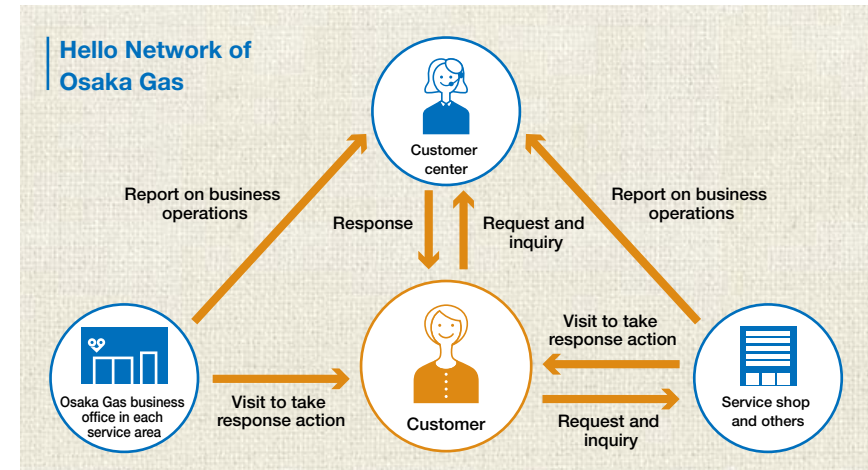 Hello Network of
Osaka Gas
Customer
center
Report on business
operations
Report on business
operations
Response
Request and
inquiry
Visit to take
response action
Osaka Gas business
office in each
service area
Visit to take
response action
Customer
Request and
inquiry
Service shop
and others